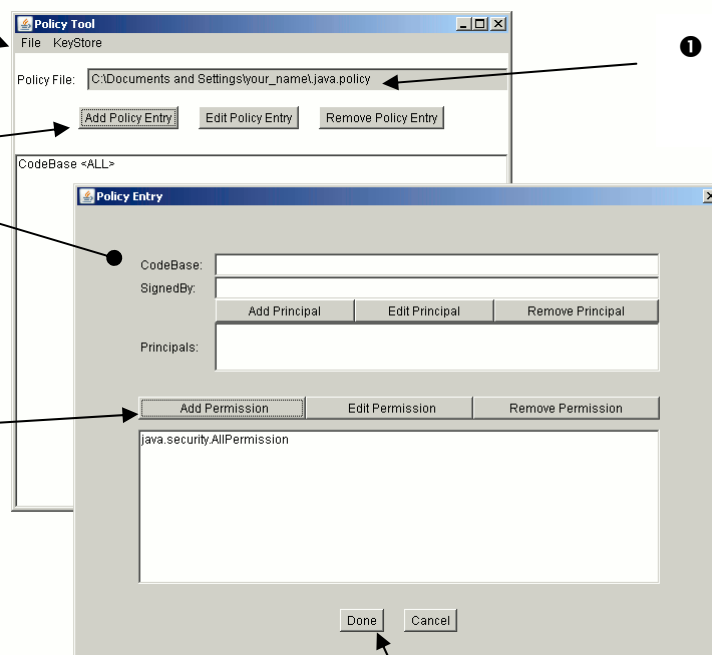 Policy Tool
File KeyStore
❶
Policy File: C:\Documents and Settings\your_name\.java.policy
Add Policy Entry Edit Policy Entry Remove Policy Entry
CodeBase <ALL>
Policy Entry
CodeBase:
SignedBy:
Add Principal Edit Principal Remove Principal
Principals:
Add Permission Edit Permission Remove Permission
java.security.AllPermission
Done Cancel